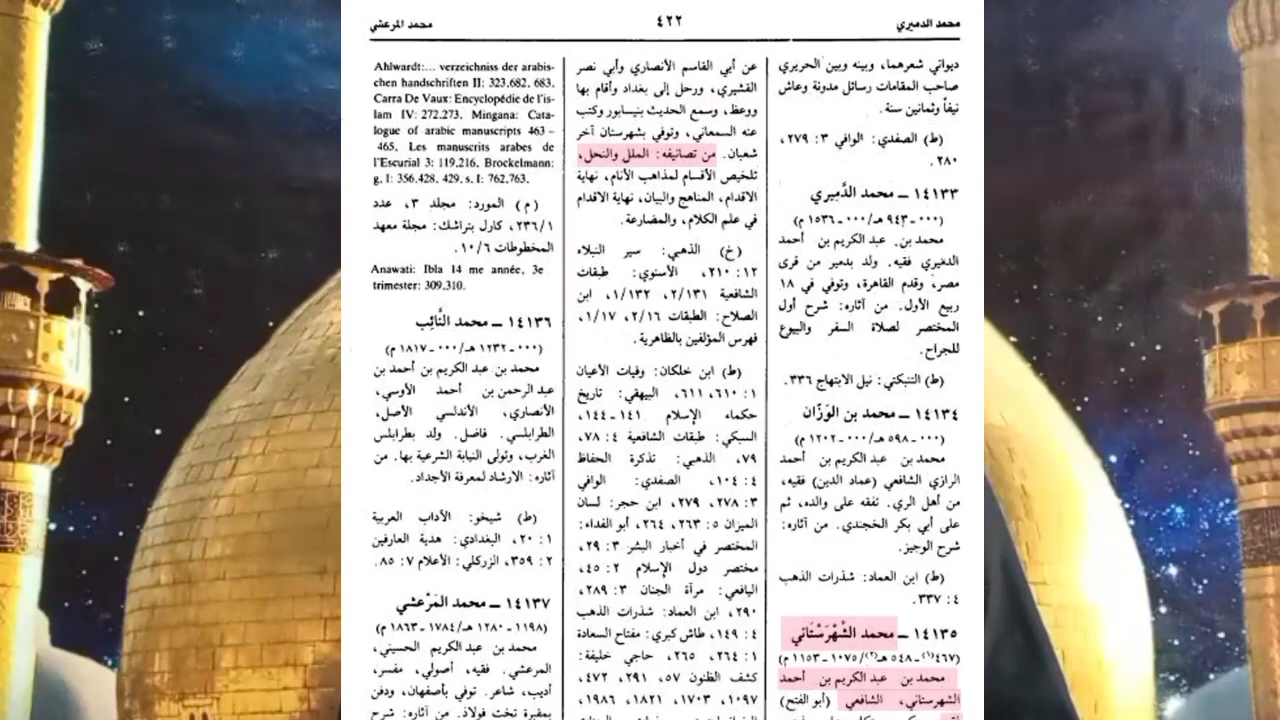 محمد الدميري
٤٢٢
محمد المرعشي
ديواني شعرهما، وبينه وبين الحريري
صاحب المقامات رسائل مدونة وعاش
نيفاً وثمانين سنة.
(ط) الصفدي: الوافي ٣: ٢٧٩،
٢٨٠.
١٤١٣٣ ـ محمد الدَّمِيري
(٠٠٠ ـ ٩٤٣ هـ/٠٠٠ ـ ١٥٣٦ م)
محمد بن عبد الكريم بن أحمد
الدميري فقيه. ولد بدمير من قرى
مصر، وقدم القاهرة، وتوفي في ١٨
ربيع الأول. من آثاره: شرح أول
المختصر لصلاة السفر والبيوع
للجراح.
(ط) التنبكتي: نيل الابتهاج ٣٣٦.
١٤١٣٤ ـ محمد بن الوَزّان
(٠٠٠ ـ ٥٩٨ هـ/٠٠٠ ـ ١٢٠٢ م)
محمد بن عبد الكريم بن أحمد
الرازي الشافعي (عماد الدين) فقيه،
من أهل الري. تفقه على والده، ثم
على أبي بكر الخجندي. من آثاره:
شرح الوجيز.
(ط) ابن العماد: شذرات الذهب
٤: ٣٣٧.
١٤١٣٥ ـ محمد الشَّهْرَسْتَاني
(٤٦٧(١) ـ ٥٤٨ هـ(٢)/١٠٧٥ ـ ١١٥٣ م)
محمد بن عبد الكريم بن أحمد
الشهرستاني، الشافعي (أبو الفتح)
عن أبي القاسم الأنصاري وأبي نصر
القشيري، ورحل إلى بغداد وأقام بها
ووعظ، وسمع الحديث بنيسابور وكتب
عنه السمعاني، وتوفي بشهرستان آخر
شعبان. من تصانيفه: الملل والنحل،
تلخيص الأقسام لمذاهب الأنام، نهاية
الاقدام، المناهج والبيان، نهاية الاقدام
في علم الكلام، والمضارعة.
(خ) الذهبي: سير النبلاء
١٢: ٢١٠، الأسنوي: طبقات
الشافعية ٢/١٣١، ١/١٣٢، ابن
الصلاح: الطبقات ٢/١٦، ١/١٧،
فهرس المؤلفين بالظاهرية.
(ط) ابن خلكان: وفيات الأعيان
١: ٦١٠، ٦١١، البيهقي: تاريخ
حكماء الإسلام ١٤١ ـ ١٤٤،
السبكي: طبقات الشافعية ٤: ٧٨،
٧٩، الذهبي: تذكرة الحفاظ
٤: ١٠٤، الصفدي: الوافي
٣: ٢٧٨، ٢٧٩، ابن حجر: لسان
الميزان ٥: ٢٦٣، ٢٦٤، أبو الفداء:
المختصر في أخبار البشر ٣: ٢٩،
مختصر دول الإسلام ٢: ٤٥،
اليافعي: مرآة الجنان ٣: ٢٨٩،
٢٩٠، ابن العماد: شذرات الذهب
٤: ١٤٩، طاش كبري: مفتاح السعادة
١: ٢٦٤، ٢٦٥، حاجي خليفة:
كشف الظنون ٥٧، ٢٩١، ٤٧٢،
١٠٩٧، ١٧٠٣، ١٨٢١، ١٩٨٦،
Ahlwardt:... verzeichniss der arabis-
chen handschriften II: 323.682. 683.
Carra De Vaux: Encyclopédie de l'is-
lam IV: 272.273. Mingana: Cata-
logue of arabic manuscripts 463 –
465. Les manuscrits arabes de
l'Escurial 3: 119.216. Brockelmann:
g. I: 356.428. 429. s. I: 762.763.
(م) المورد: مجلد ٣، عدد
١/٢٣٦، كارل بتراشك: مجلة معهد
المخطوطات ١٠/٦.
Anawati: Ibla 14 me année, 3e
trimester: 309.310.
١٤١٣٦ ـ محمد النَّائِب
(٠٠٠ ـ ١٢٣٢ هـ/٠٠٠ ـ ١٨١٧ م)
محمد بن عبد الكريم بن أحمد بن
عبد الرحمن بن أحمد الأوسي،
الأنصاري، الأندلسي الأصل،
الطرابلسي. فاضل. ولد بطرابلس
الغرب، وتولى النيابة الشرعية بها. من
آثاره: الارشاد لمعرفة الأجداد.
(ط) شيخو: الآداب العربية
١: ٢٠، البغدادي: هدية العارفين
٢: ٣٥٩، الزركلي: الأعلام ٧: ٨٥.
١٤١٣٧ ـ محمد المَرْعشي
(١١٩٨ ـ ١٢٨٠ هـ/١٧٨٤ ـ ١٨٦٣ م)
محمد بن عبد الكريم الحسيني،
المرعشي. فقيه، أصولي، مفسر،
أديب، شاعر. توفي بأصفهان، ودفن
بمقبرة تخت فولاذ. من آثاره: شرح